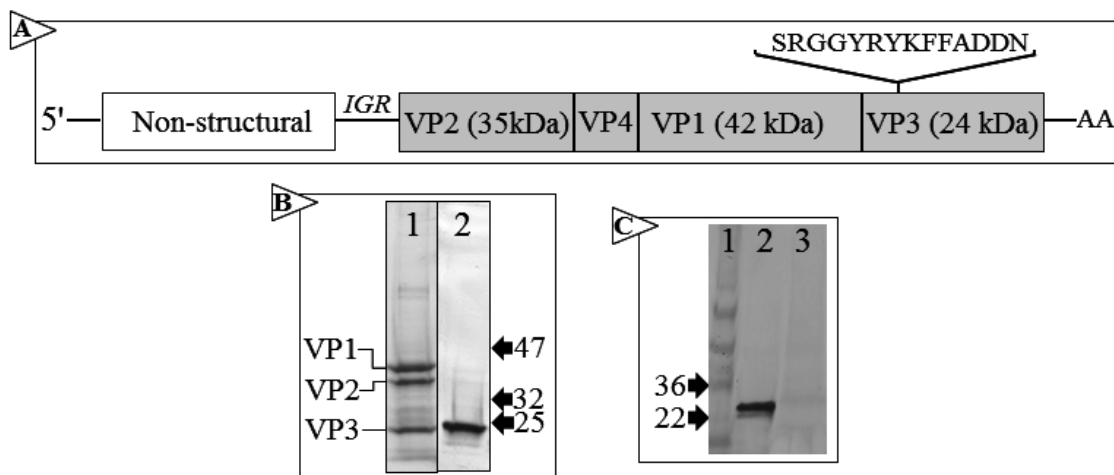 A
SRGGYRYKFFADDN
5' Non-structural IGR VP2 (35kDa) VP4 VP1 (42 kDa) VP3 (24 kDa) AA
B
1 2
VP1
VP2
VP3
47
32
25
C
1 2 3
36
22